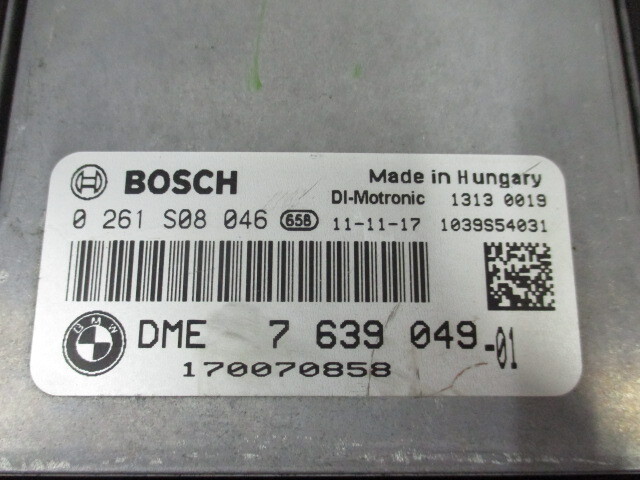 BOSCH Made in Hungary
DI-Motronic 1313 0019
0 261 S08 046 658 11-11-17 1039S54031
BMW DME 7 639 049-01
170070858